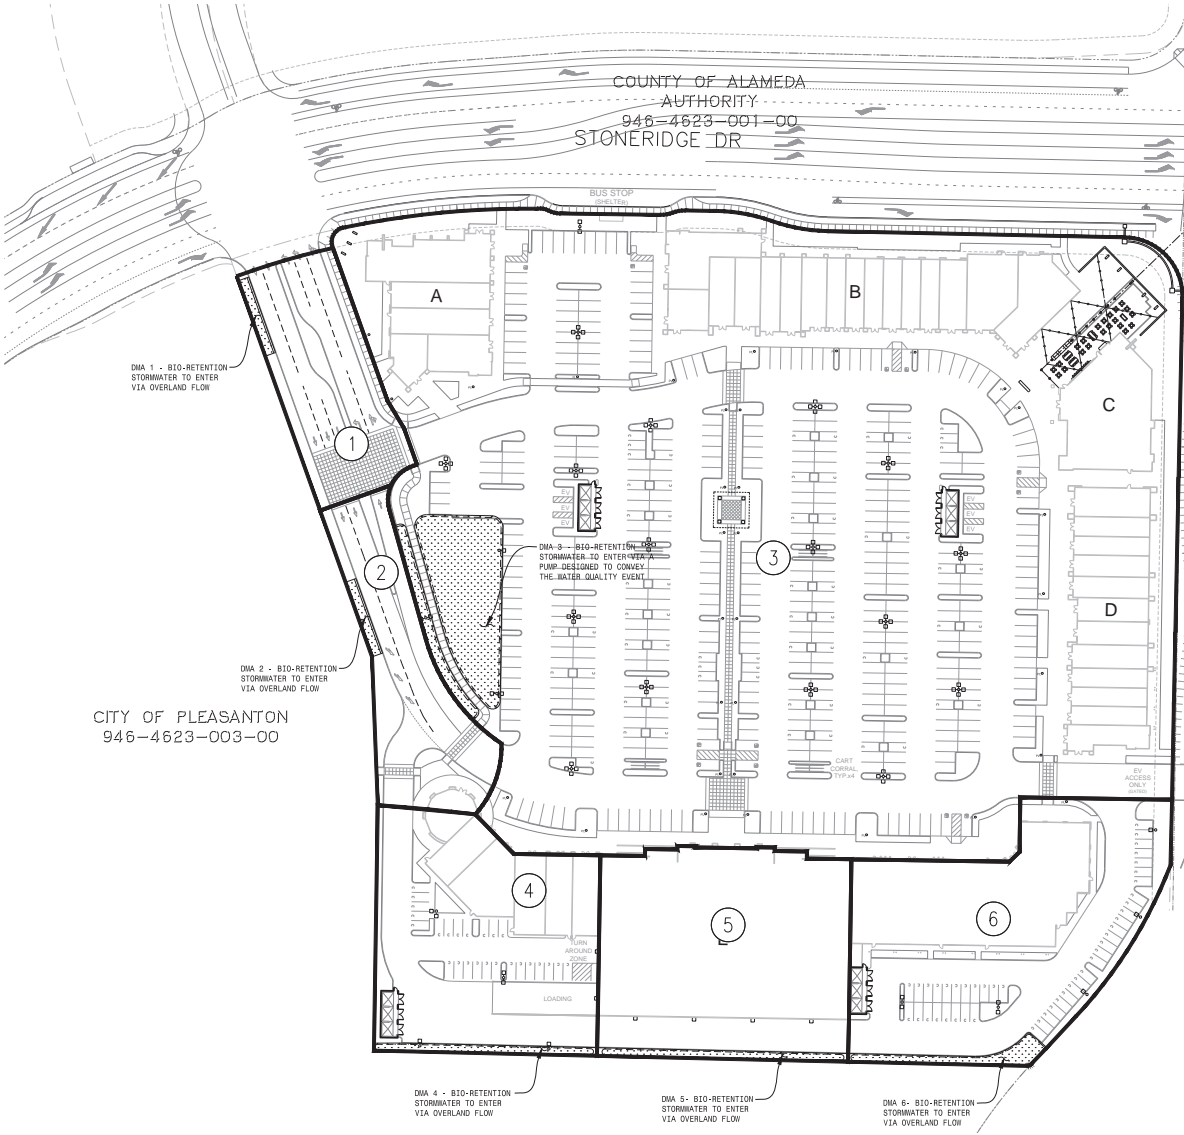 COUNTY OF ALAMEDA
AUTHORITY
946-4623-001-00
STONERIDGE DR
BUS STOP
(SHELTER)
A
B
DMA 1 - BIO-RETENTION
STORMWATER TO ENTER
VIA OVERLAND FLOW
C
1
EV
EV
EV
EV
EV
DMA 3 - BIO-RETENTION
STORMWATER TO ENTER VIA A
PUMP DESIGNED TO CONVEY
THE WATER QUALITY EVENT
3
2
D
DMA 2 - BIO-RETENTION
STORMWATER TO ENTER
VIA OVERLAND FLOW
CITY OF PLEASANTON
946-4623-003-00
CART
CORRAL,
TYP. x4
EV
ACCESS
ONLY
(GATED)
4
5
6
TURN
AROUND
ZONE
LOADING
DMA 4 - BIO-RETENTION
STORMWATER TO ENTER
VIA OVERLAND FLOW
DMA 5- BIO-RETENTION
STORMWATER TO ENTER
VIA OVERLAND FLOW
DMA 6- BIO-RETENTION
STORMWATER TO ENTER
VIA OVERLAND FLOW